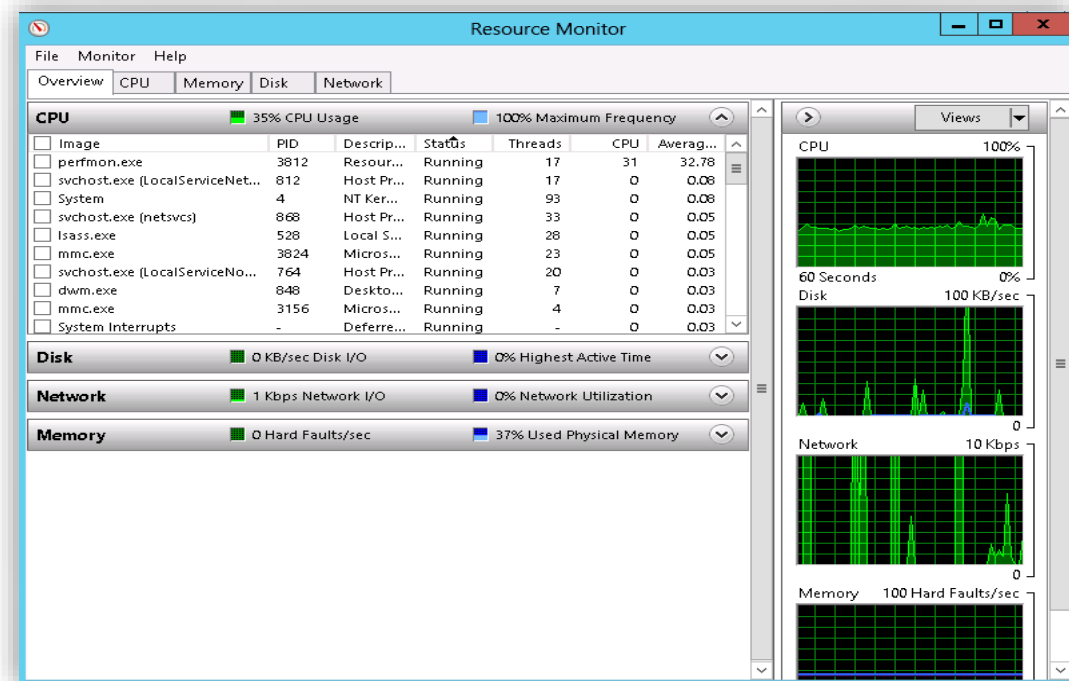 Resource Monitor
File Monitor Help
Overview CPU Memory Disk Network
CPU 35% CPU Usage 100% Maximum Frequency
Image PID Descrip... Status Threads CPU Averag...
perfmon.exe 3812 Resour... Running 17 31 32.78
svchost.exe (LocalServiceNet... 812 Host Pr... Running 17 0 0.08
System 4 NT Ker... Running 93 0 0.08
svchost.exe (netsvcs) 868 Host Pr... Running 33 0 0.05
lsass.exe 528 Local S... Running 28 0 0.05
mmc.exe 3824 Micros... Running 23 0 0.05
svchost.exe (LocalServiceNo... 764 Host Pr... Running 20 0 0.03
dwm.exe 848 Deskto... Running 7 0 0.03
mmc.exe 3156 Micros... Running 4 0 0.03
System Interrupts - Deferre... Running - 0 0.03
Disk 0 KB/sec Disk I/O 0% Highest Active Time
Network 1 Kbps Network I/O 0% Network Utilization
Memory 0 Hard Faults/sec 37% Used Physical Memory
Views
CPU 100%
60 Seconds 0%
Disk 100 KB/sec
0
Network 10 Kbps
0
Memory 100 Hard Faults/sec